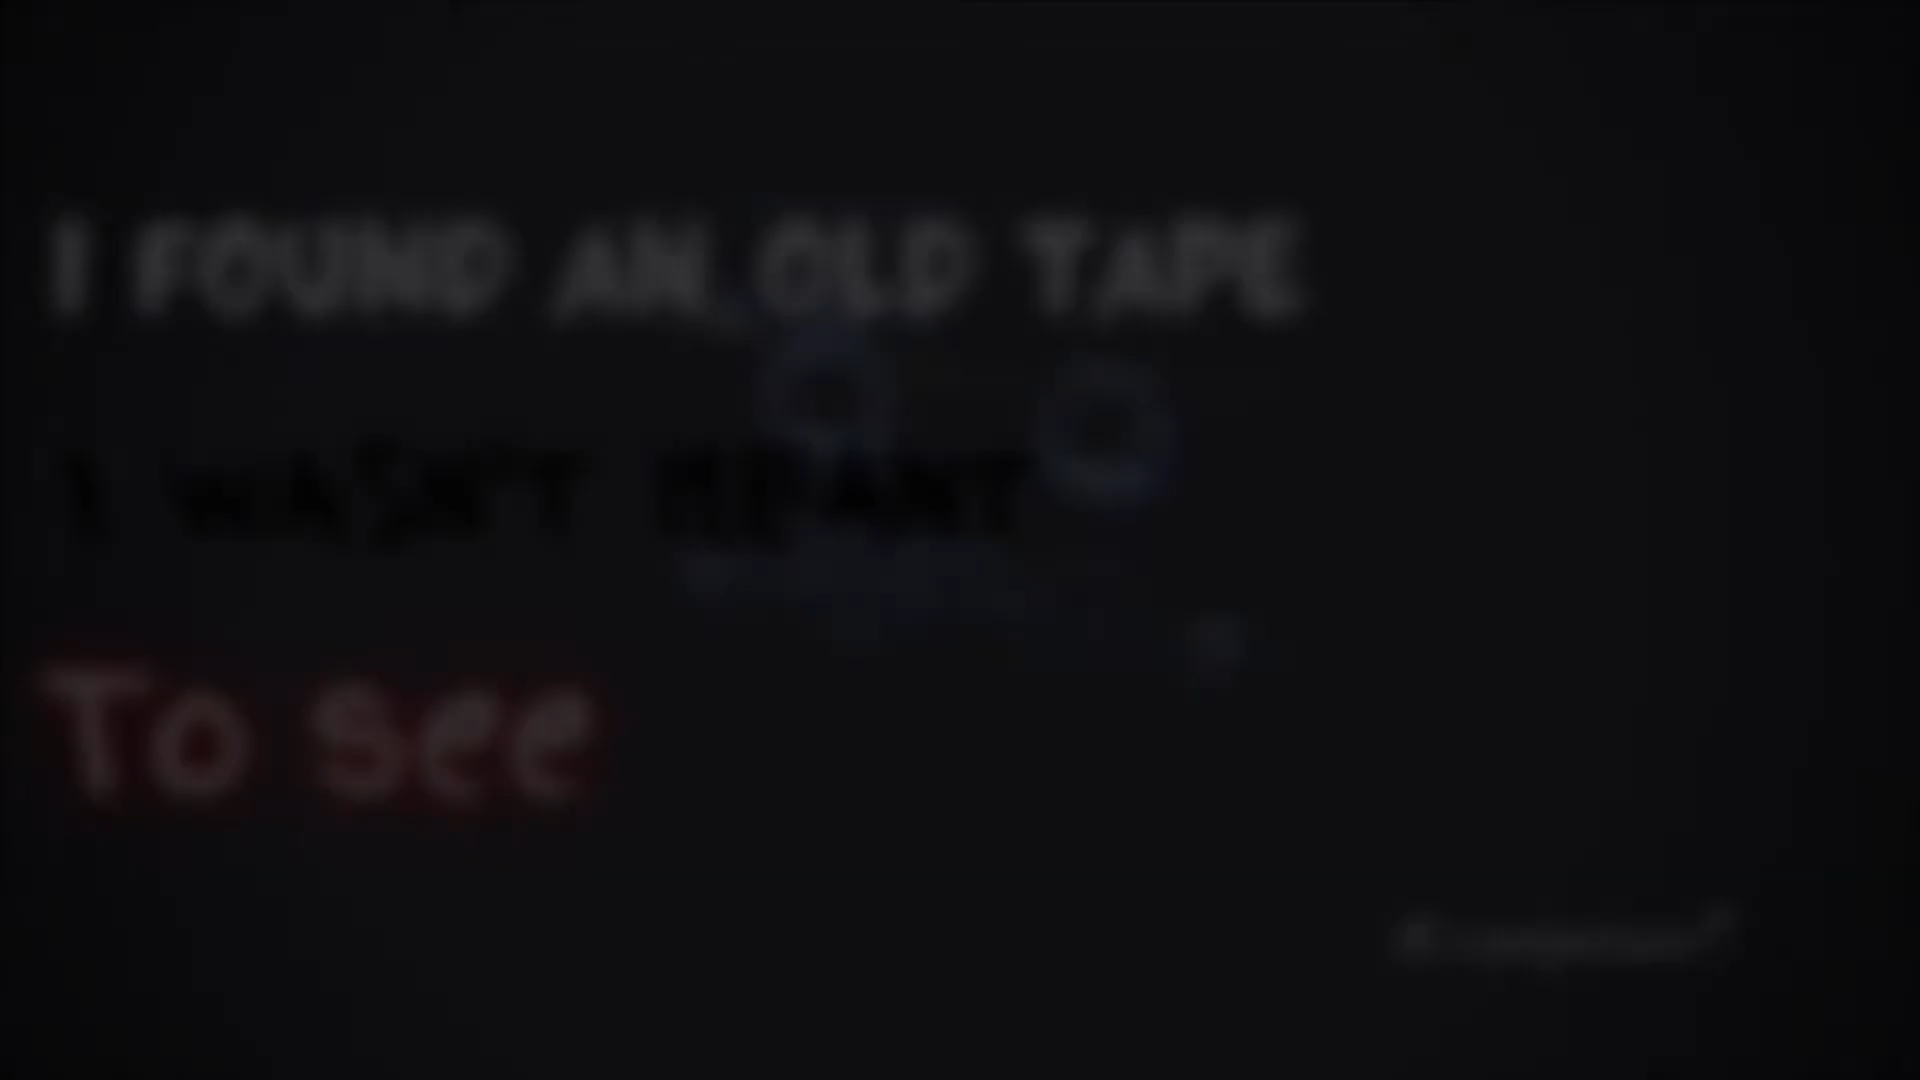 I FOUND AN OLD TAPE
I WASN'T MEANT
To see